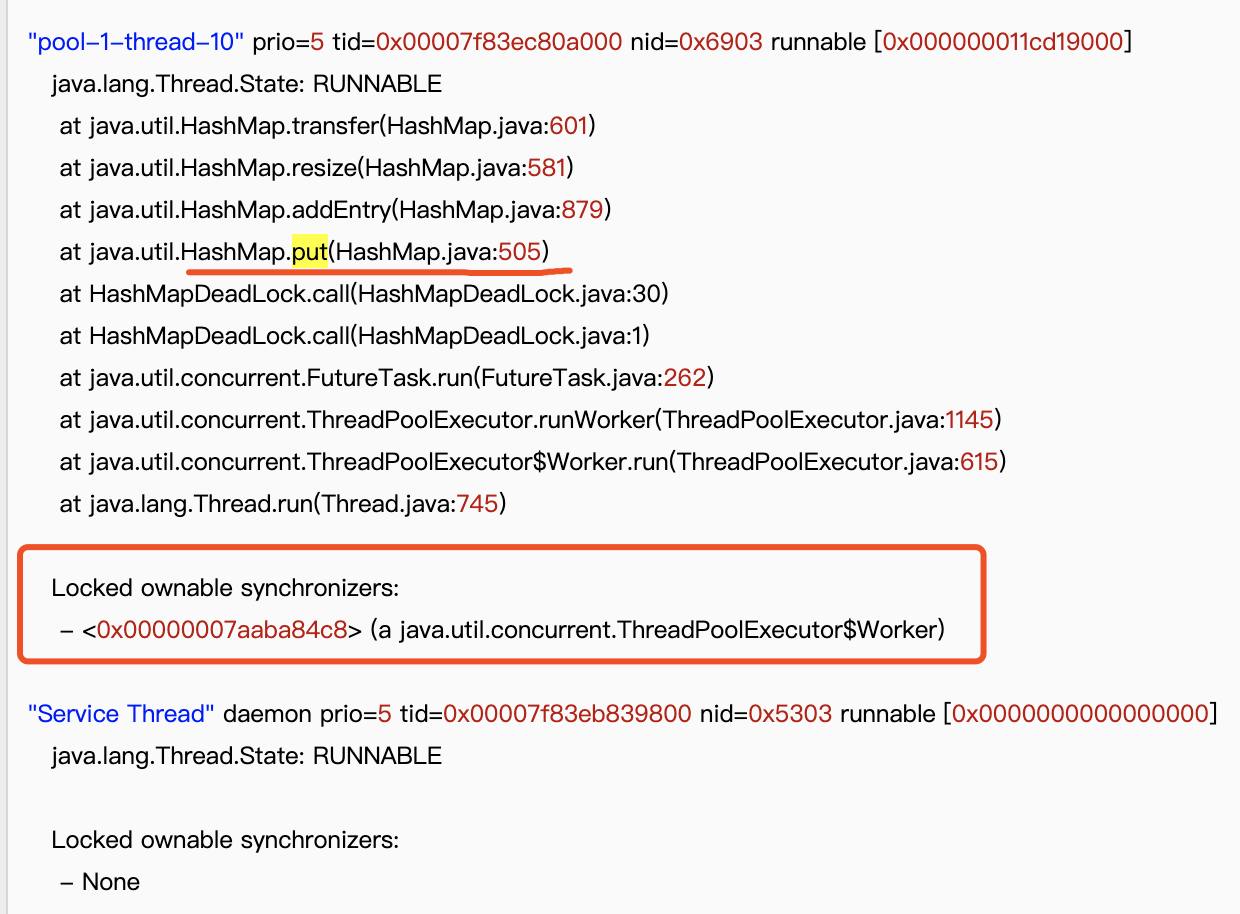 "pool-1-thread-10" prio=5 tid=0x00007f83ec80a000 nid=0x6903 runnable [0x000000011cd19000]
java.lang.Thread.State: RUNNABLE
at java.util.HashMap.transfer(HashMap.java:601)
at java.util.HashMap.resize(HashMap.java:581)
at java.util.HashMap.addEntry(HashMap.java:879)
at java.util.HashMap.put(HashMap.java:505)
at HashMapDeadLock.call(HashMapDeadLock.java:30)
at HashMapDeadLock.call(HashMapDeadLock.java:1)
at java.util.concurrent.FutureTask.run(FutureTask.java:262)
at java.util.concurrent.ThreadPoolExecutor.runWorker(ThreadPoolExecutor.java:1145)
at java.util.concurrent.ThreadPoolExecutor$Worker.run(ThreadPoolExecutor.java:615)
at java.lang.Thread.run(Thread.java:745)
Locked ownable synchronizers:
– <0x00000007aaba84c8> (a java.util.concurrent.ThreadPoolExecutor$Worker)
"Service Thread" daemon prio=5 tid=0x00007f83eb839800 nid=0x5303 runnable [0x0000000000000000]
java.lang.Thread.State: RUNNABLE
Locked ownable synchronizers:
– None